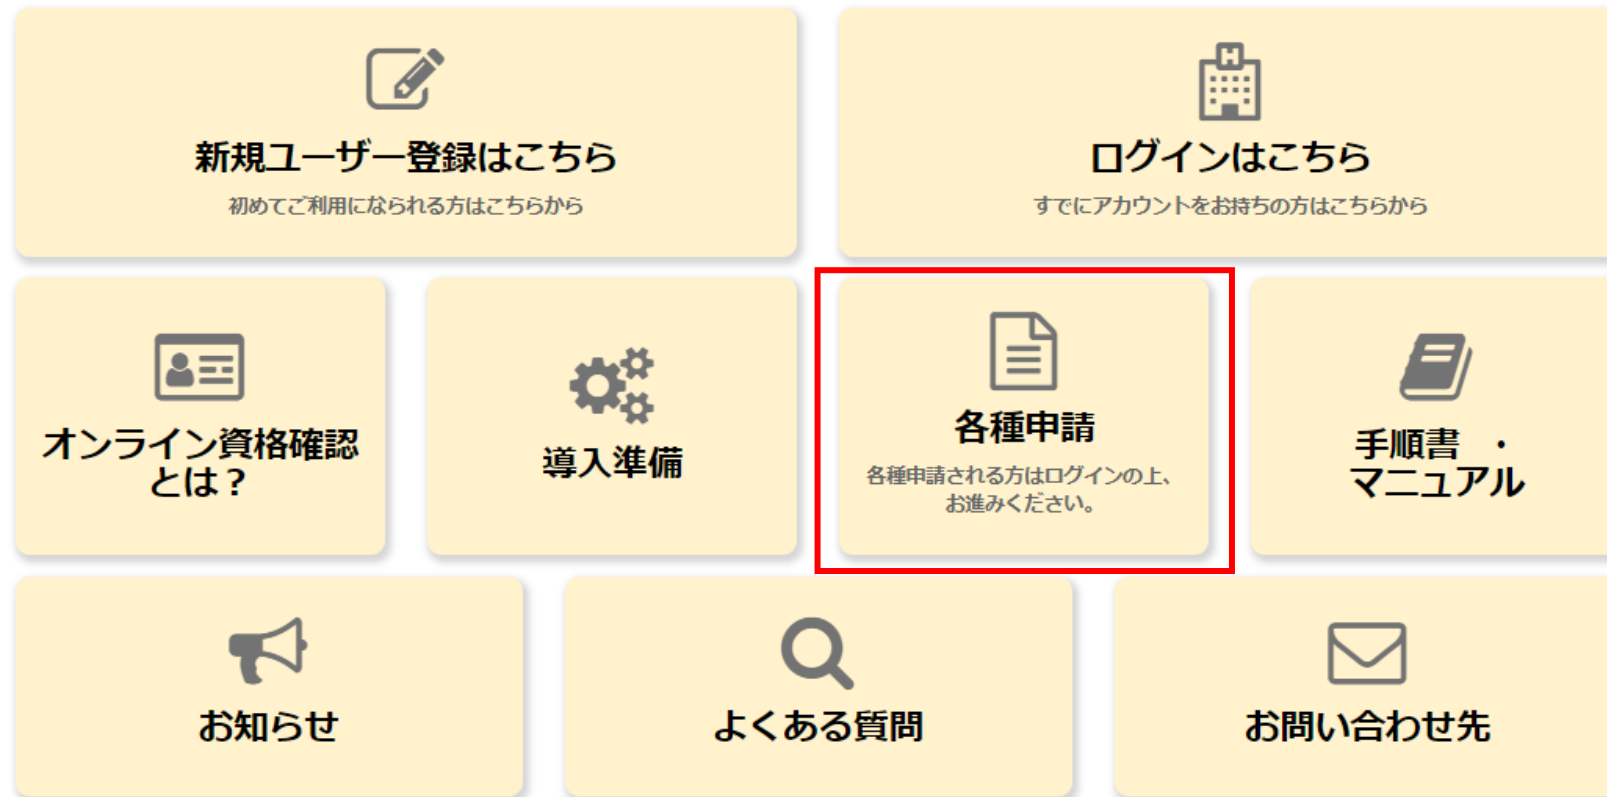 新規ユーザー登録はこちら
初めてご利用になられる方はこちらから
ログインはこちら
すでにアカウントをお持ちの方はこちらから
オンライン資格確認
とは？
導入準備
各種申請
各種申請される方はログインの上、
お進みください。
手順書　・
マニュアル
お知らせ
よくある質問
お問い合わせ先